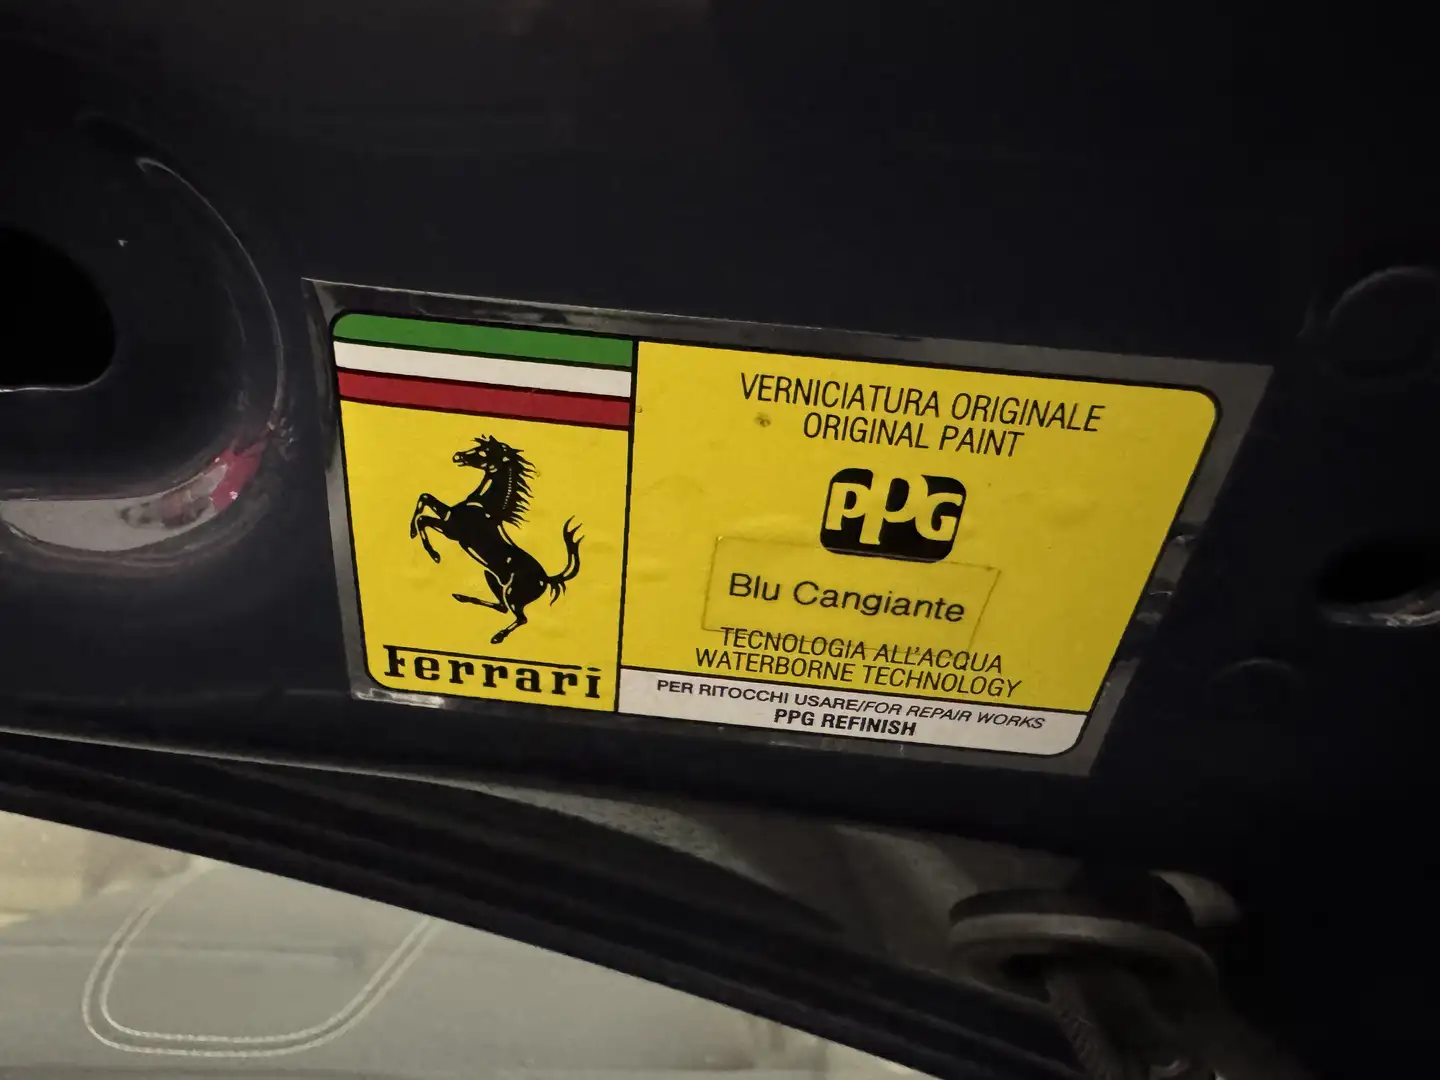 Ferrari
VERNICIATURA ORIGINALE
ORIGINAL PAINT
PPG
Blu Cangiante
TECNOLOGIA ALL'ACQUA
WATERBORNE TECHNOLOGY
PER RITOCCHI USARE/FOR REPAIR WORKS
PPG REFINISH